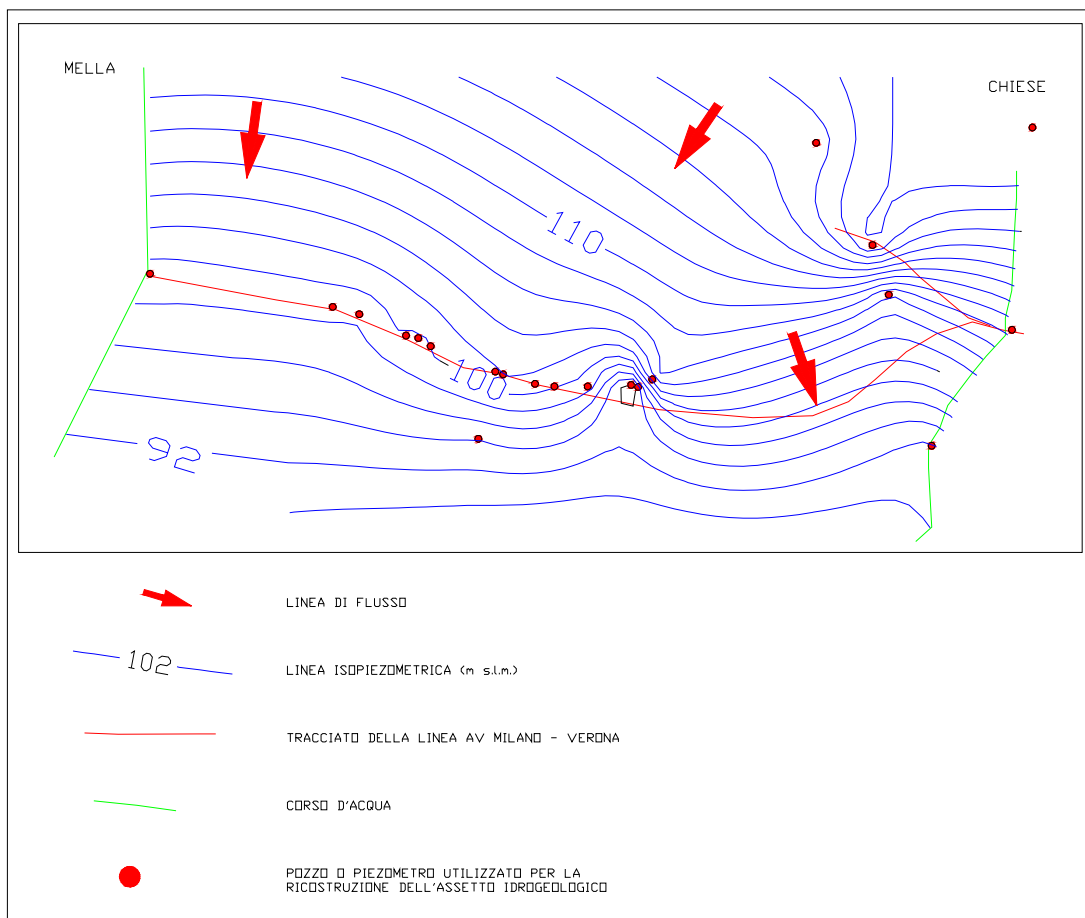 MELLA
CHIESE
110
100
92
LINEA DI FLUSSO
102
LINEA ISOPIEZOMETRICA (m s.l.m.)
TRACCIATO DELLA LINEA AV MILANO - VERONA
CORSO D'ACQUA
POZZO O PIEZOMETRO UTILIZZATO PER LA
RICOSTRUZIONE DELL'ASSETTO IDROGEOLOGICO